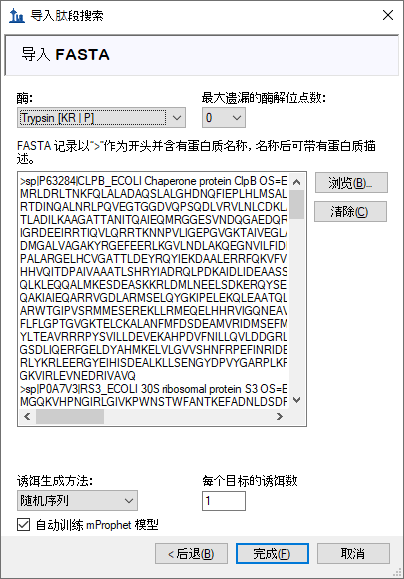 导入肽段搜索
导入 FASTA
酶:
最大遗漏的酶解位点数:
Trypsin [KR | P]
0
FASTA 记录以">"作为开头并含有蛋白质名称，名称后可带有蛋白质描
述。
>sp|P63284|CLPB_ECOLI Chaperone protein ClpB OS=E
MRLDRLTNKFQLALADAQSLALGHDNQFIEPLHLMSAL
RTDINQALNRLPQVEGTGGDVQPSQDLVRVLNLCDKL
TLADILKAAGATTANITQAIEQMRGGESVNDQGAEDQR
IGRDEEIRRTIQVLQRRTKNNPVLIGEPGVGKTAIVEGLA
DMGALVAGAKYRGEFEERLKGVLNDLAKQEGNVILFID
PALARGELHCVGATTLDEYRQYIEKDAALERRFQKVFV
HHVQITDPAIVAAATLSHRYIADRQLPDKAIDLIDEAASS
QLKLEQQALMKESDEASKKRLDMLNEELSDKERQYSE
QAKIAIEQARRVGDLARMSELQYGKIPELEKQLEAATQL
ARWTGIPVSRMMESEREKLLRMEQELHHRVIGQNEAV
FLFLGPTGVGKTELCKALANFMFDSDEAMVRIDMSEFM
YLTEAVRRRPYSVILLDEVEKAHPDVFNILLQVLDDGRL
GSDLIQERFGELDYAHMKELVLGVVSHNFRPEFINRIDE
RLYKRLEERGYEIHISDEALKLLSENGYDPVYGARPLKF
GKVIRLEVNEDRIVAVQ
>sp|P0A7V3|RS3_ECOLI 30S ribosomal protein S3 OS=E
MGQKVHPNGIRLGIVKPWNSTWFANTKEFADNLDSDF
浏览(B)...
清除(C)
诱饵生成方法:
每个目标的诱饵数
随机序列
1
自动训练 mProphet 模型
< 后退(B)
完成(F)
取消